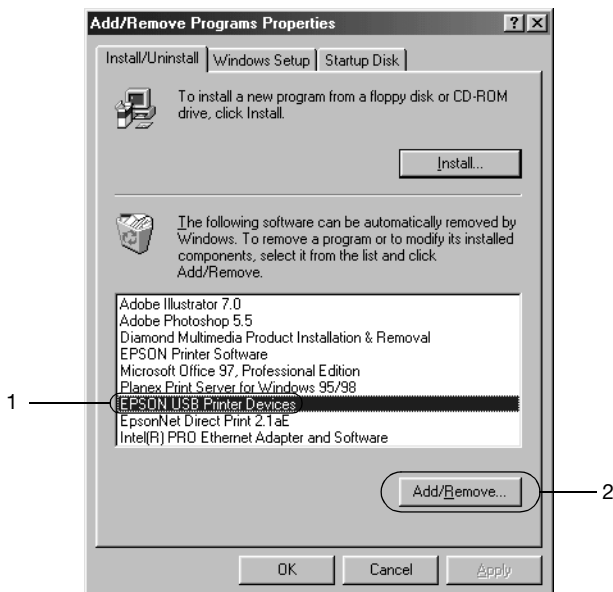 Add/Remove Programs Properties
Install/Uninstall Windows Setup Startup Disk
To install a new program from a floppy disk or CD-ROM
drive, click Install.
Install...
The following software can be automatically removed by
Windows. To remove a program or to modify its installed
components, select it from the list and click
Add/Remove.
Adobe Illustrator 7.0
Adobe Photoshop 5.5
Diamond Multimedia Product Installation & Removal
EPSON Printer Software
Microsoft Office 97, Professional Edition
Planex Print Server for Windows 95/98
1 EPSON USB Printer Devices
EpsonNet Direct Print 2.1aE
Intel(R) PRO Ethernet Adapter and Software
Add/Remove... 2
OK Cancel Apply